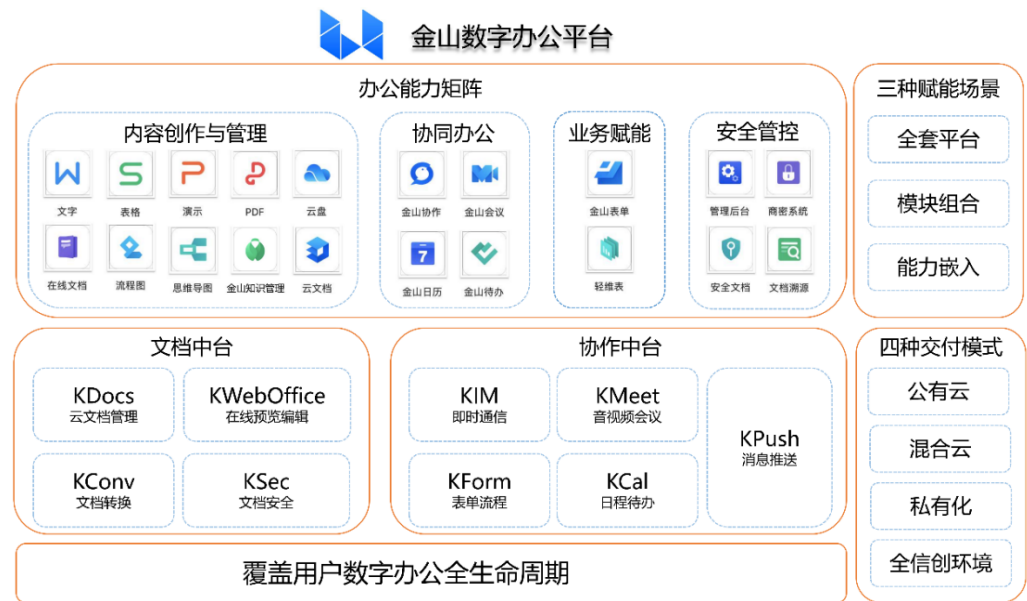 金山数字办公平台
办公能力矩阵
内容创作与管理
文字
表格
演示
PDF
云盘
在线文档
流程图
思维导图
金山知识管理
云文档
协同办公
金山协作
金山会议
7
金山日历
金山待办
业务赋能
金山表单
轻维表
安全管控
管理后台
商密系统
安全文档
文档溯源
三种赋能场景
全套平台
模块组合
能力嵌入
文档中台
KDocs
云文档管理
KWebOffice
在线预览编辑
KConv
文档转换
KSec
文档安全
协作中台
KIM
即时通信
KMeet
音视频会议
KForm
表单流程
KCal
日程待办
KPush
消息推送
四种交付模式
公有云
混合云
私有化
全信创环境
覆盖用户数字办公全生命周期